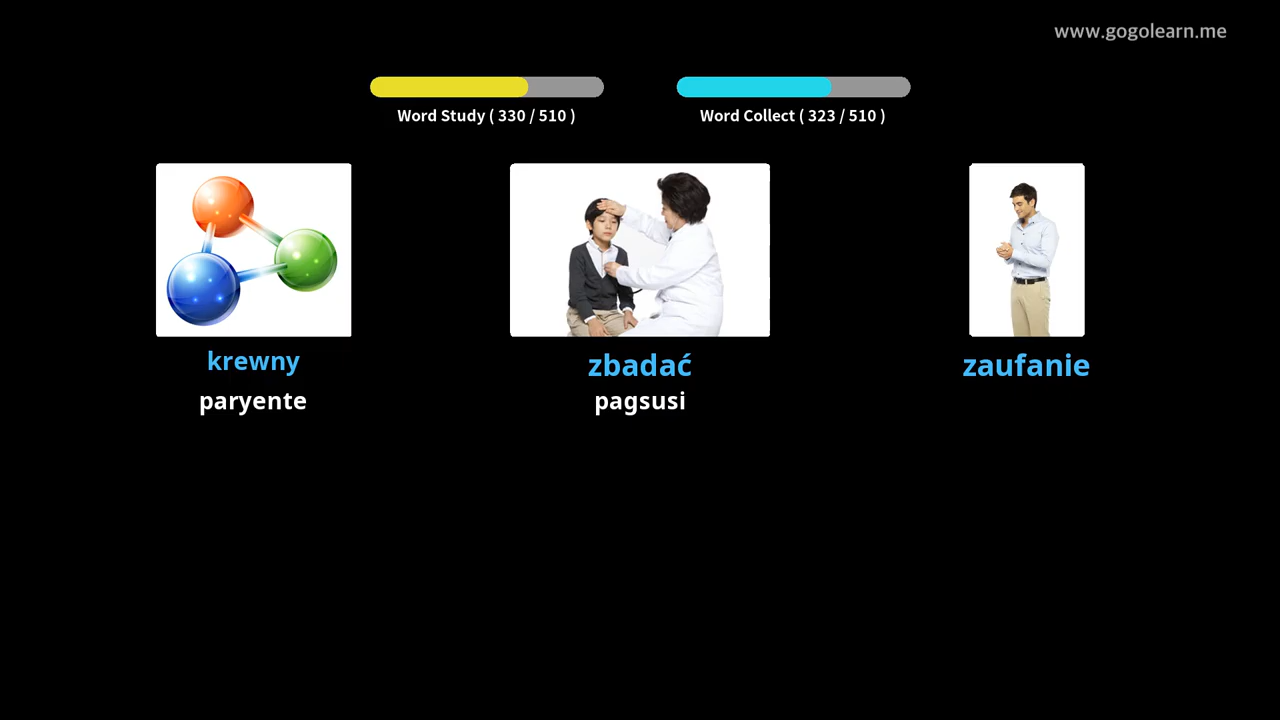 www.gogolearn.me
Word Study ( 330 / 510 )
Word Collect ( 323 / 510 )
krewny
zbadać
zaufanie
paryente
pagsusi